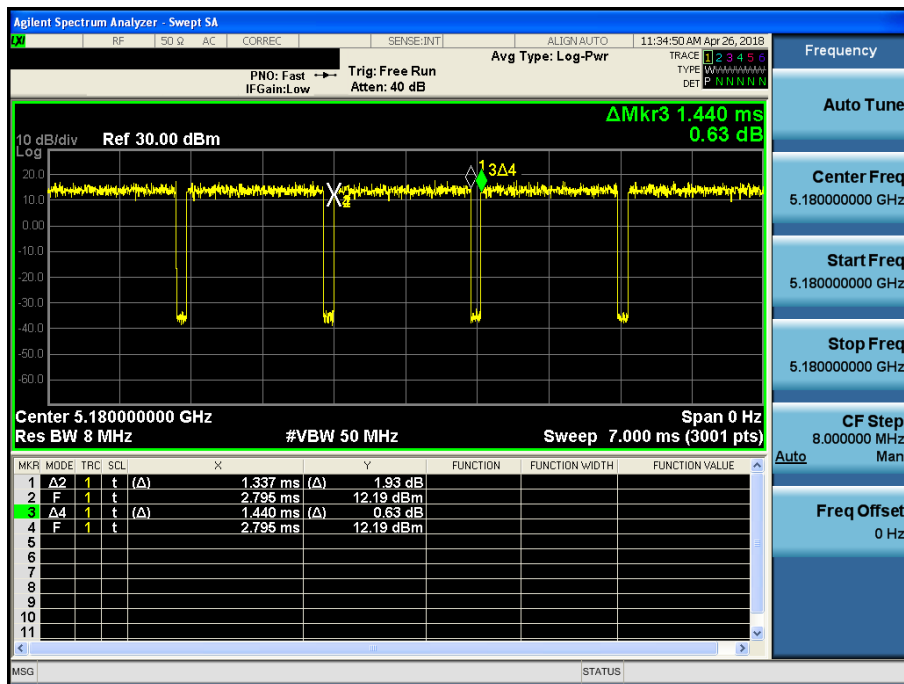 Agilent Spectrum Analyzer - Swept SA
LXI RF 50 Ω AC CORREC SENSE:INT ALIGN AUTO 11:34:50 AM Apr 26, 2018
Frequency
PNO: Fast Trig: Free Run Avg Type: Log-Pwr TRACE 1 2 3 4 5 6
IFGain:Low Atten: 40 dB TYPE W
DET P N N N N N
Auto Tune
ΔMkr3 1.440 ms
0.63 dB
10 dB/div Ref 30.00 dBm
Log
20.0
10.0
0.00
-10.0
-20.0
-30.0
-40.0
-50.0
-60.0
1
3Δ4
X
Center 5.180000000 GHz Span 0 Hz
Res BW 8 MHz #VBW 50 MHz Sweep 7.000 ms (3001 pts)
Center Freq
5.180000000 GHz
Start Freq
5.180000000 GHz
Stop Freq
5.180000000 GHz
CF Step
8.000000 MHz
Auto Man
Freq Offset
0 Hz
MKR MODE TRC SCL X Y FUNCTION FUNCTION WIDTH FUNCTION VALUE
1 Δ2 1 t (Δ) 1.337 ms (Δ) 1.93 dB
2 F 1 t 2.795 ms 12.19 dBm
3 Δ4 1 t (Δ) 1.440 ms (Δ) 0.63 dB
4 F 1 t 2.795 ms 12.19 dBm
5
6
7
8
9
10
11
MSG STATUS